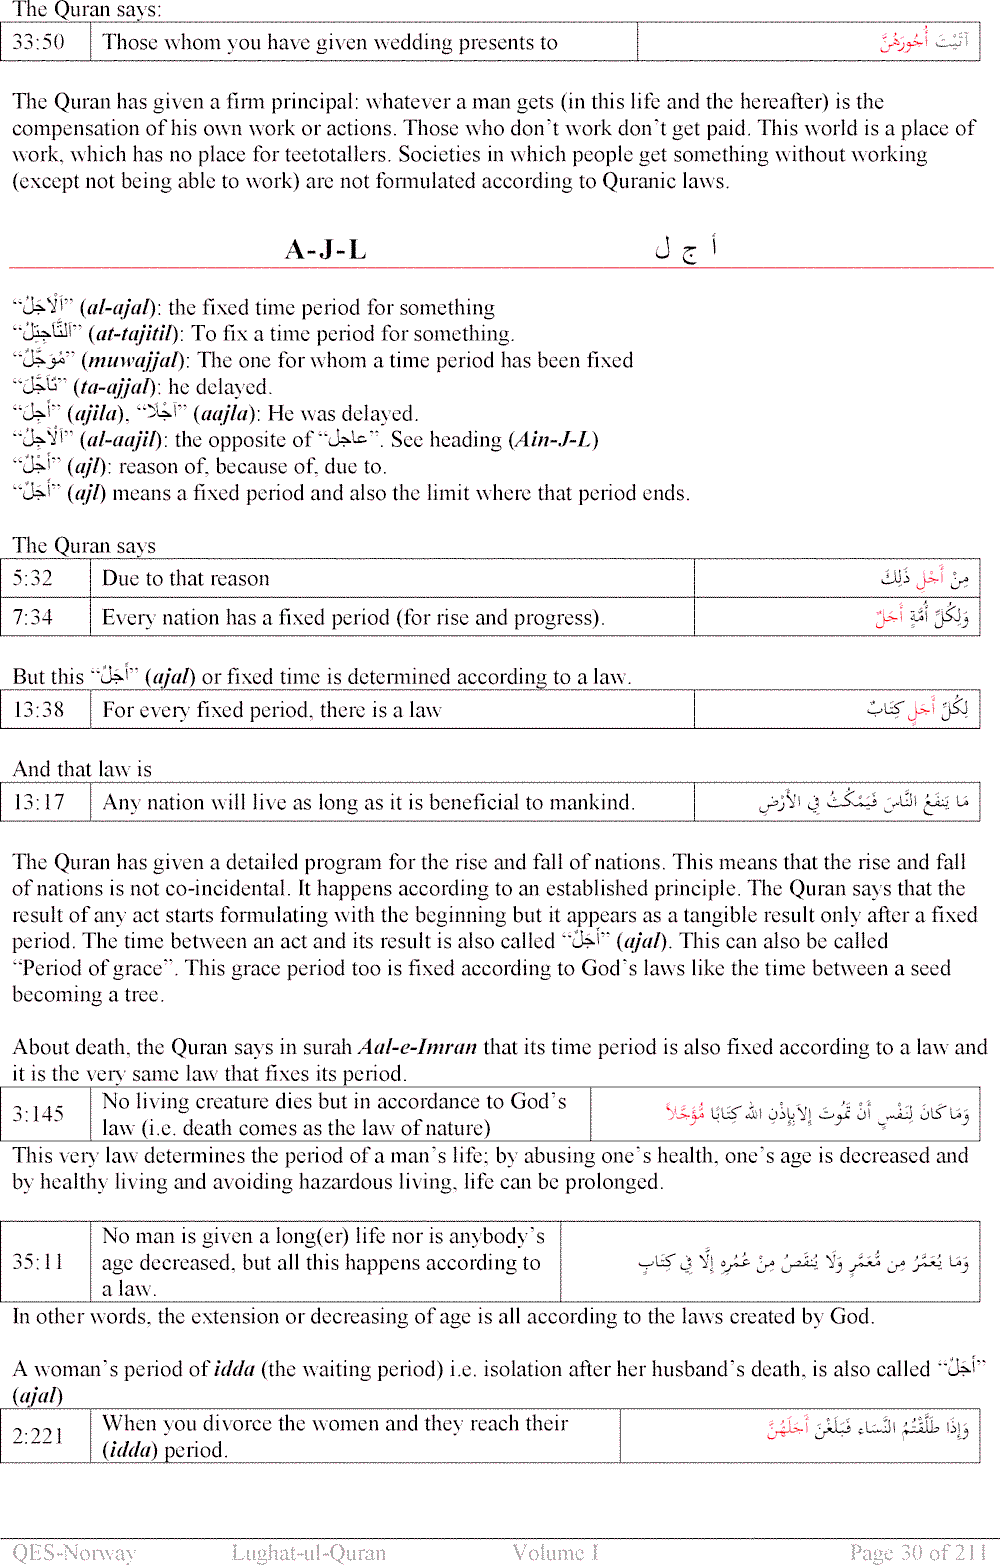 The Quran says:
33:50 Those whom you have given wedding presents to آتَيْتَ أُجُورَهُنَّ
The Quran has given a firm principal: whatever a man gets (in this life and the hereafter) is the
compensation of his own work or actions. Those who don’t work don’t get paid. This world is a place of
work, which has no place for teetotallers. Societies in which people get something without working
(except not being able to work) are not formulated according to Quranic laws.
A-J-L أ ج ل
“اَلْاَجَلُ” (al-ajal): the fixed time period for something
“اَلتَّاجِيْلُ” (at-tajitil): To fix a time period for something.
“مُوَجَّلٌ” (muwajjal): The one for whom a time period has been fixed
“تَاَجَّلَ” (ta-ajjal): he delayed.
“أَجِلَ” (ajila), “آجْلَا” (aajla): He was delayed.
“اَلْآجِلُ” (al-aajil): the opposite of “عاجل”. See heading (Ain-J-L)
“أَجْلٌ” (ajl): reason of, because of, due to.
“أَجَلٌ” (ajl) means a fixed period and also the limit where that period ends.
The Quran says
5:32 Due to that reason مِنْ أَجْلِ ذَلِكَ
7:34 Every nation has a fixed period (for rise and progress). وَلِكُلِّ أُمَّةٍ أَجَلٌ
But this “أَجَلٌ” (ajal) or fixed time is determined according to a law.
13:38 For every fixed period, there is a law لِكُلِّ أَجَلٍ كِتَابٌ
And that law is
13:17 Any nation will live as long as it is beneficial to mankind. مَا يَنفَعُ النَّاسَ فَيَمْكُثُ فِي الأَرْضِ
The Quran has given a detailed program for the rise and fall of nations. This means that the rise and fall
of nations is not co-incidental. It happens according to an established principle. The Quran says that the
result of any act starts formulating with the beginning but it appears as a tangible result only after a fixed
period. The time between an act and its result is also called “أَجَلٌ” (ajal). This can also be called
“Period of grace”. This grace period too is fixed according to God’s laws like the time between a seed
becoming a tree.
About death, the Quran says in surah Aal-e-Imran that its time period is also fixed according to a law and
it is the very same law that fixes its period.
3:145 No living creature dies but in accordance to God’s وَمَا كَانَ لِنَفْسٍ أَنْ تَمُوتَ إِلاَ بِإِذْنِ الله كِتَابًا مُّؤَجَّلاً
law (i.e. death comes as the law of nature)
This very law determines the period of a man’s life; by abusing one’s health, one’s age is decreased and
by healthy living and avoiding hazardous living, life can be prolonged.
No man is given a long(er) life nor is anybody’s
35:11 age decreased, but all this happens according to وَمَا يُعَمَّرُ مِن مُّعَمَّرٍ وَلَا يُنقَصُ مِنْ عُمُرِهِ إِلَّا فِي كِتَابٍ
a law.
In other words, the extension or decreasing of age is all according to the laws created by God.
A woman’s period of idda (the waiting period) i.e. isolation after her husband’s death, is also called “أَجَلٌ”
(ajal)
2:221 When you divorce the women and they reach their وَإِذَا طَلَّقْتُمُ النَّسَاء فَبَلَغْنَ أَجَلَهُنَّ
(idda) period.
QES-Norway Lughat-ul-Quran Volume I Page 30 of 211